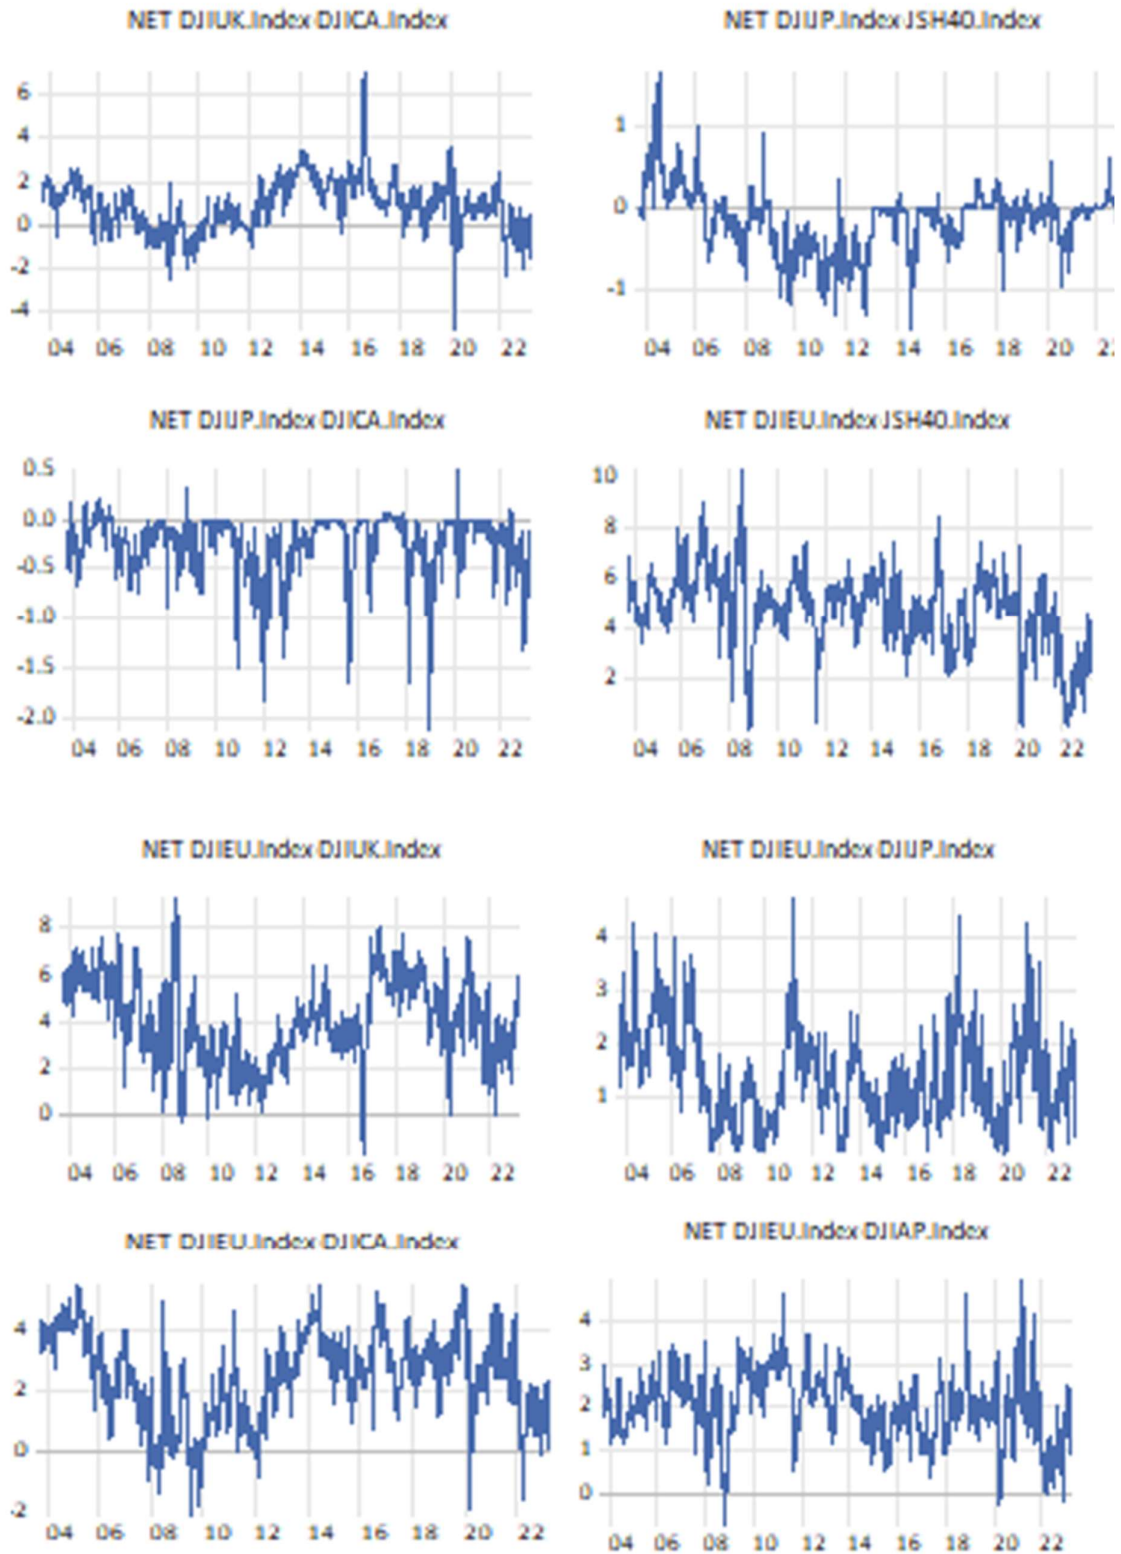 NET DJIUK.Index DJICA.Index
NET DJIJP.Index JSH40.Index
6
4
2
0
-2
-4
04 06 08 10 12 14 16 18 20 22
1
0
-1
04 06 08 10 12 14 16 18 20 2
NET DJIJP.Index DJICA.Index
NET DJIEU.Index JSH40.Index
0.5
0.0
-0.5
-1.0
-1.5
-2.0
04 06 08 10 12 14 16 18 20 22
10
8
6
4
2
04 06 08 10 12 14 16 18 20 22
NET DJIEU.Index DJIUK.Index
NET DJIEU.Index DJIJP.Index
8
6
4
2
0
04 06 08 10 12 14 16 18 20 22
4
3
2
1
04 06 08 10 12 14 16 18 20 22
NET DJIEU.Index DJICA.Index
NET DJIEU.Index DJIAP.Index
4
2
0
-2
04 06 08 10 12 14 16 18 20 22
4
3
2
1
0
04 06 08 10 12 14 16 18 20 22